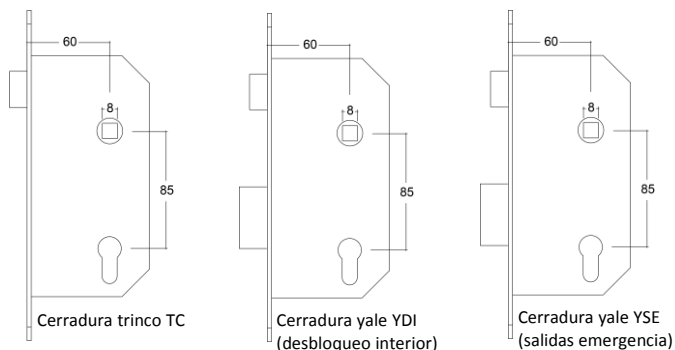 60
8
85
Cerradura trinco TC
60
8
85
Cerradura yale YDI
(desbloqueo interior)
60
8
85
Cerradura yale YSE
(salidas emergencia)